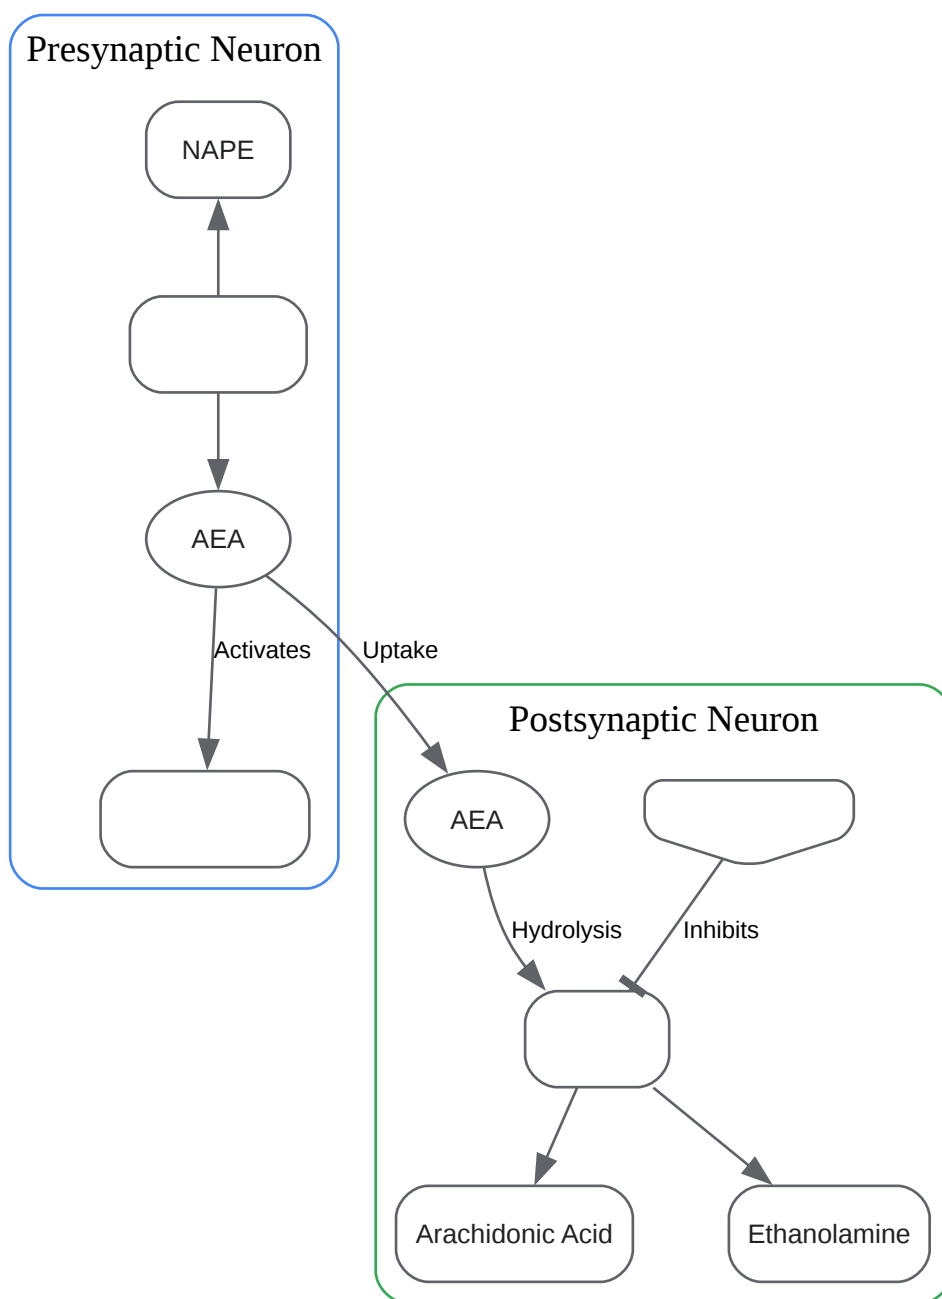 Presynaptic Neuron
NAPE
AEA
Activates
Uptake
Postsynaptic Neuron
AEA
Hydrolysis
Inhibits
Arachidonic Acid
Ethanolamine